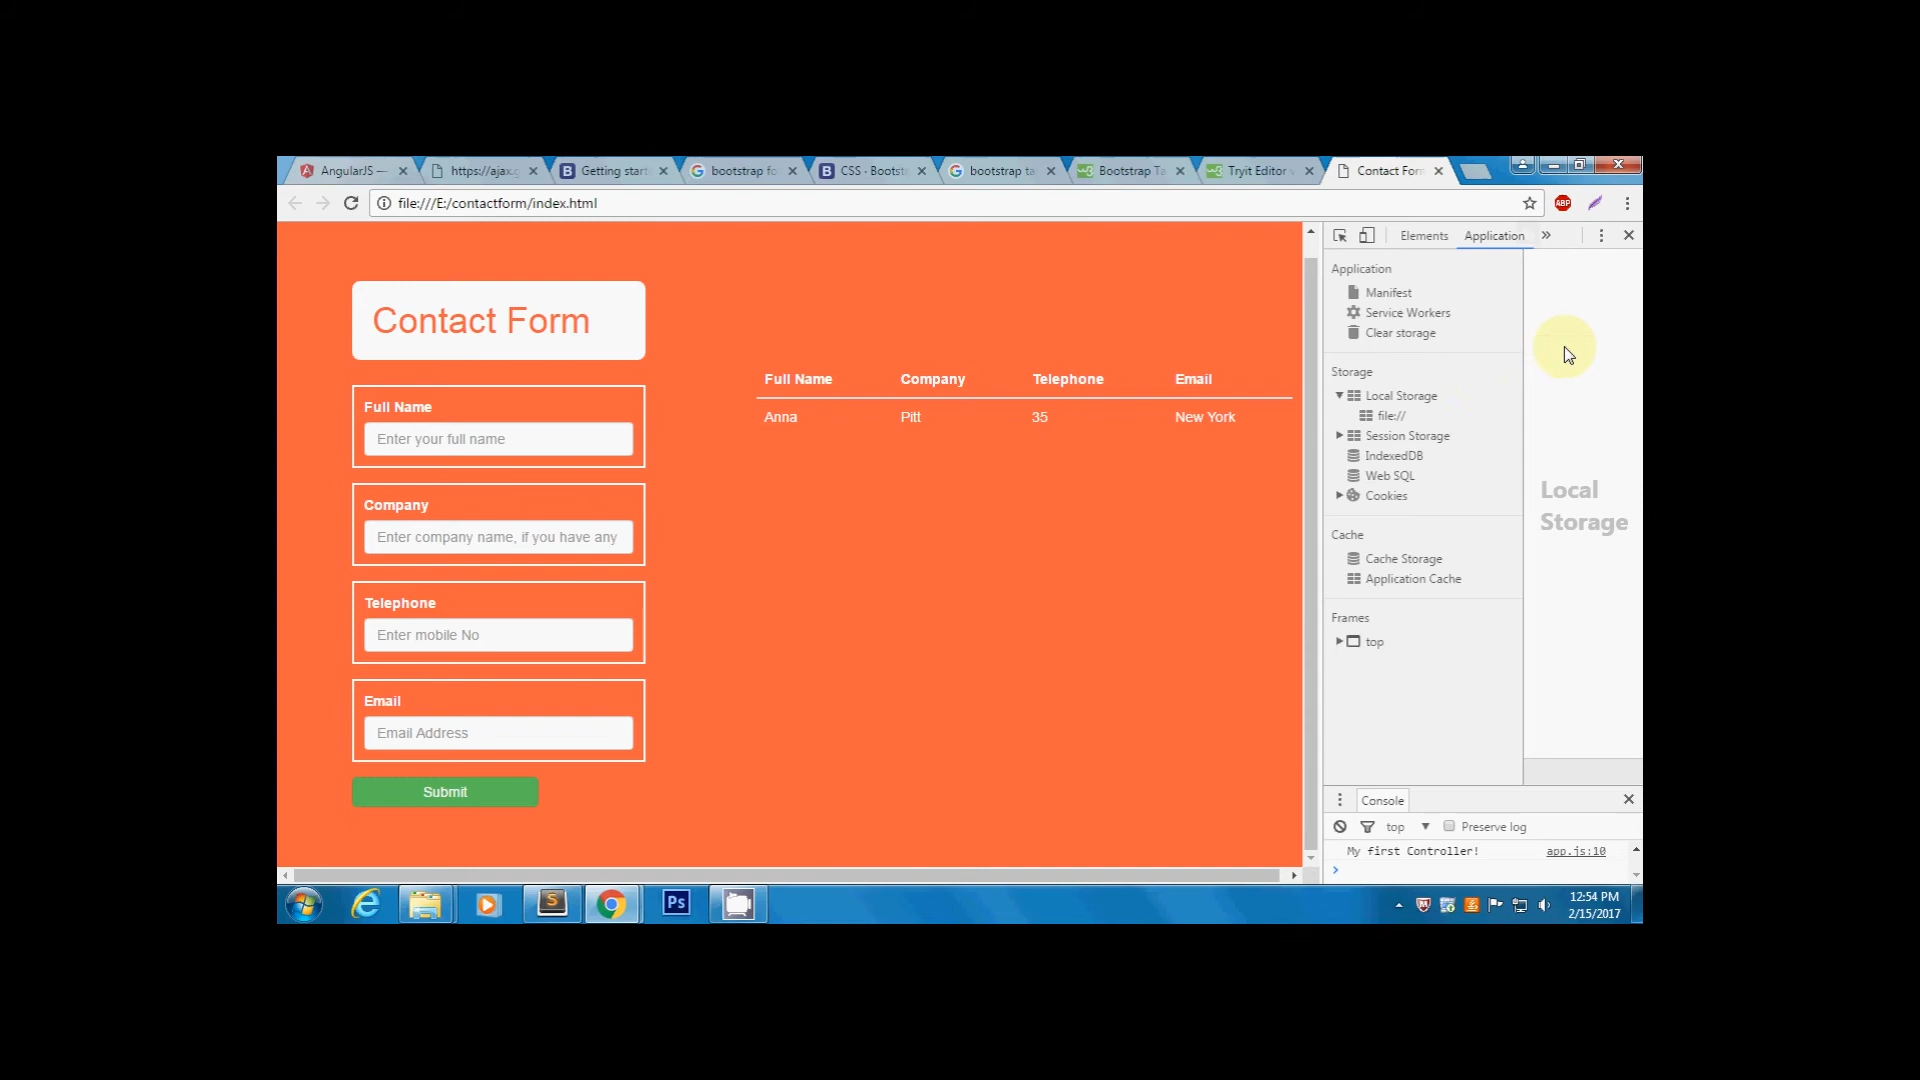 AngularJS —
https://ajax.g
Getting start
bootstrap fo
CSS · Bootst
bootstrap ta
Bootstrap Ta
Tryit Editor v
Contact Form
file:///E:/contactform/index.html
ABP
Elements
Application
Contact Form
Full Name
Enter your full name
Company
Enter company name, if you have any
Telephone
Enter mobile No
Email
Email Address
Submit
Full Name Company Telephone Email
Anna Pitt 35 New York
Application
Manifest
Service Workers
Clear storage
Storage
Local Storage
file://
Session Storage
IndexedDB
Web SQL
Cookies
Cache
Cache Storage
Application Cache
Frames
top
Local
Storage
Console
top
Preserve log
My first Controller! app.js:10
S
Ps
12:54 PM
2/15/2017